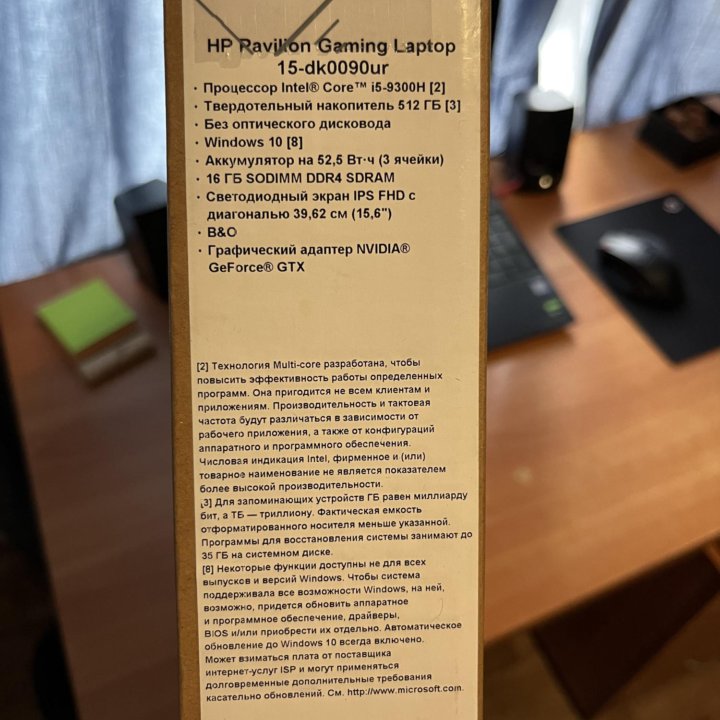 HP Pavilion Gaming Laptop
15-dk0090ur
· Процессор Intel® Core™ i5-9300H [2]
· Твердотельный накопитель 512 ГБ [3]
· Без оптического дисковода
· Windows 10 [8]
· Аккумулятор на 52,5 Вт·ч (3 ячейки)
· 16 ГБ SODIMM DDR4 SDRAM
· Светодиодный экран IPS FHD с
диагональю 39,62 см (15,6")
· B&O
· Графический адаптер NVIDIA®
GeForce® GTX
[2] Технология Multi-core разработана, чтобы
повысить эффективность работы определенных
программ. Она пригодится не всем клиентам и
приложениям. Производительность и тактовая
частота будут различаться в зависимости от
рабочего приложения, а также от конфигураций
аппаратного и программного обеспечения.
Числовая индикация Intel, фирменное и (или)
товарное наименование не является показателем
более высокой производительности.
[3] Для запоминающих устройств ГБ равен миллиарду
бит, а ТБ — триллиону. Фактическая емкость
отформатированного носителя меньше указанной.
Программы для восстановления системы занимают до
35 ГБ на системном диске.
[8] Некоторые функции доступны не для всех
выпусков и версий Windows. Чтобы система
поддерживала все возможности Windows, на ней,
возможно, придется обновить аппаратное
и программное обеспечение, драйверы,
BIOS и/или приобрести их отдельно. Автоматическое
обновление до Windows 10 всегда включено.
Может взиматься плата от поставщика
интернет-услуг ISP и могут применяться
долговременные дополнительные требования
касательно обновлений. См. http://www.microsoft.com.